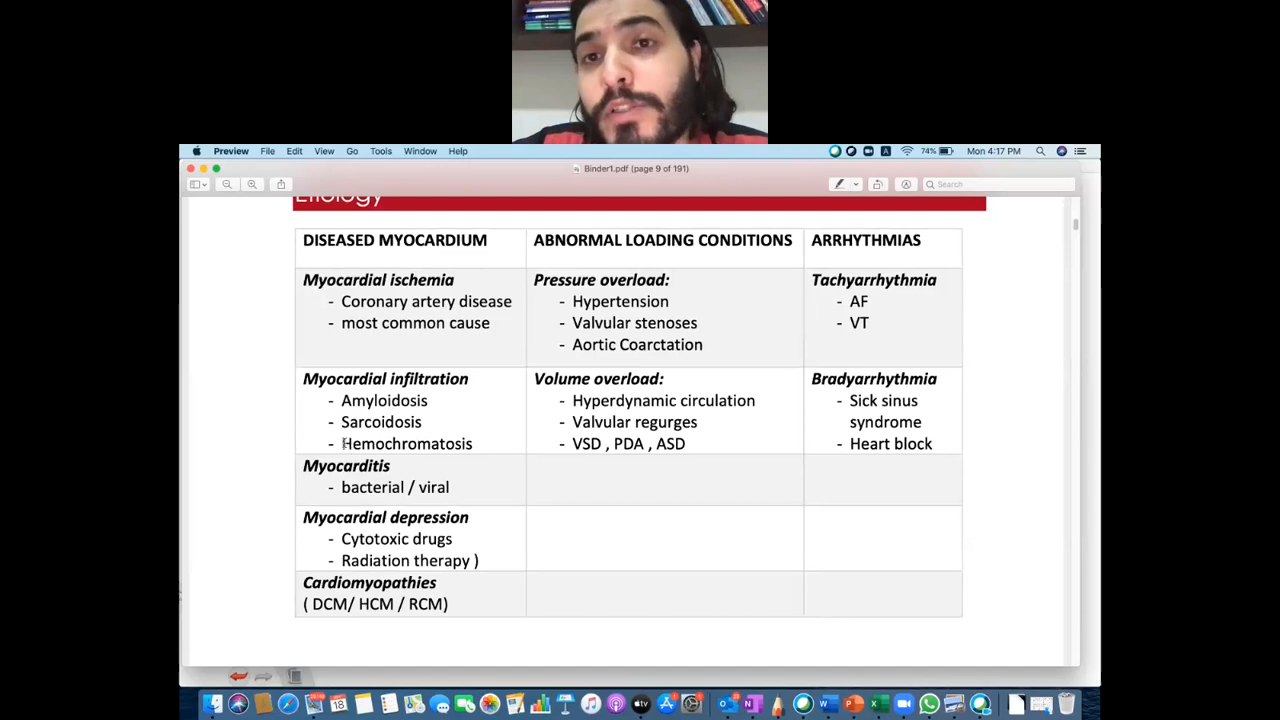 Preview File Edit View Go Tools Window Help 74% Mon 4:17 PM
Binder1.pdf (page 9 of 191)
Search
Etiology
DISEASED MYOCARDIUM ABNORMAL LOADING CONDITIONS ARRHYTHMIAS
Myocardial ischemia
- Coronary artery disease
- most common cause
Pressure overload:
- Hypertension
- Valvular stenoses
- Aortic Coarctation
Tachyarrhythmia
- AF
- VT
Myocardial infiltration
- Amyloidosis
- Sarcoidosis
- Hemochromatosis
Volume overload:
- Hyperdynamic circulation
- Valvular regurges
- VSD , PDA , ASD
Bradyarrhythmia
- Sick sinus
syndrome
- Heart block
Myocarditis
- bacterial / viral
Myocardial depression
- Cytotoxic drugs
- Radiation therapy )
Cardiomyopathies
( DCM/ HCM / RCM)